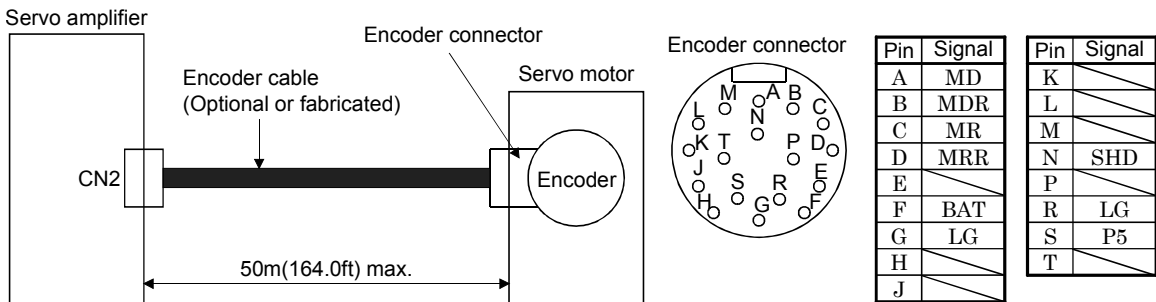 Servo amplifier
Encoder connector
Encoder cable
(Optional or fabricated)
Servo motor
CN2
Encoder
50m(164.0ft) max.
Encoder connector
M A B
L N C
K T P D
J S R E
H G F
Pin Signal
A MD
B MDR
C MR
D MRR
E
F BAT
G LG
H
J
Pin Signal
K
L
M
N SHD
P
R LG
S P5
T